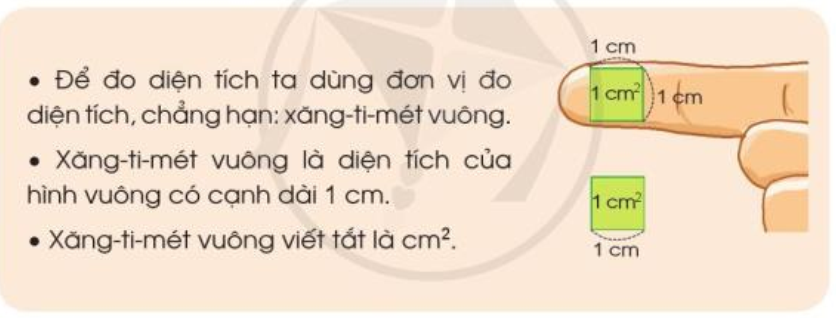 • Để đo diện tích ta dùng đơn vị đo
diện tích, chẳng hạn: xăng-ti-mét vuông.
• Xăng-ti-mét vuông là diện tích của
hình vuông có cạnh dài 1 cm.
• Xăng-ti-mét vuông viết tắt là cm².
1 cm
1 cm² 1 cm
1 cm²
1 cm